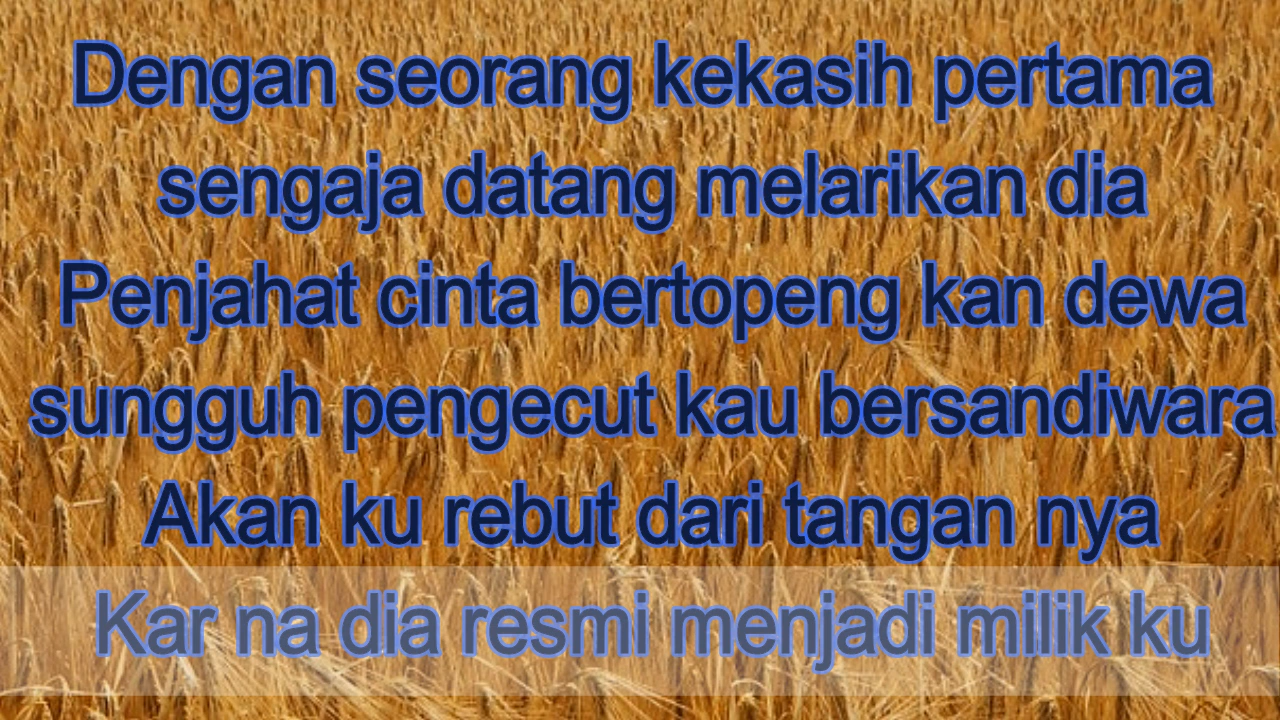 Dengan seorang kekasih pertama
sengaja datang melarikan dia
Penjahat cinta bertopeng kan dewa
sungguh pengecut kau bersandiwara
Akan ku rebut dari tangan nya
Kar na dia resmi menjadi milik ku